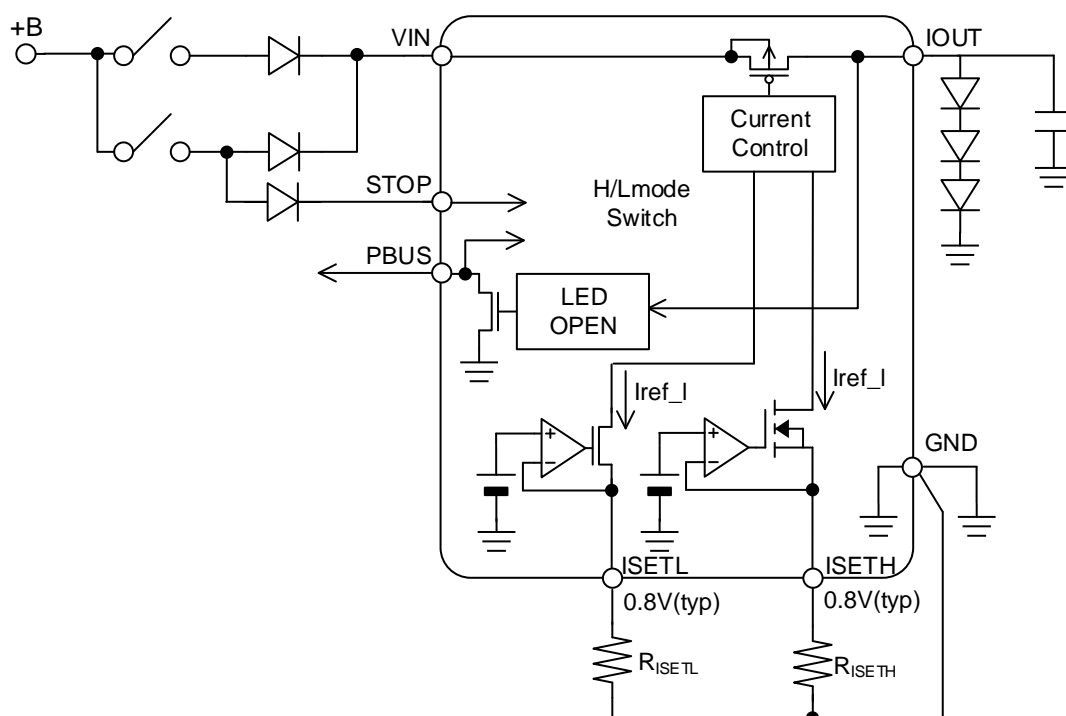 +B
VIN
IOUT
Current
Control
STOP
H/Lmode
Switch
PBUS
LED
OPEN
Iref_I
Iref_I
+
−
+
−
GND
ISETL
ISETH
0.8V(typ)
0.8V(typ)
RISETL
RISETH